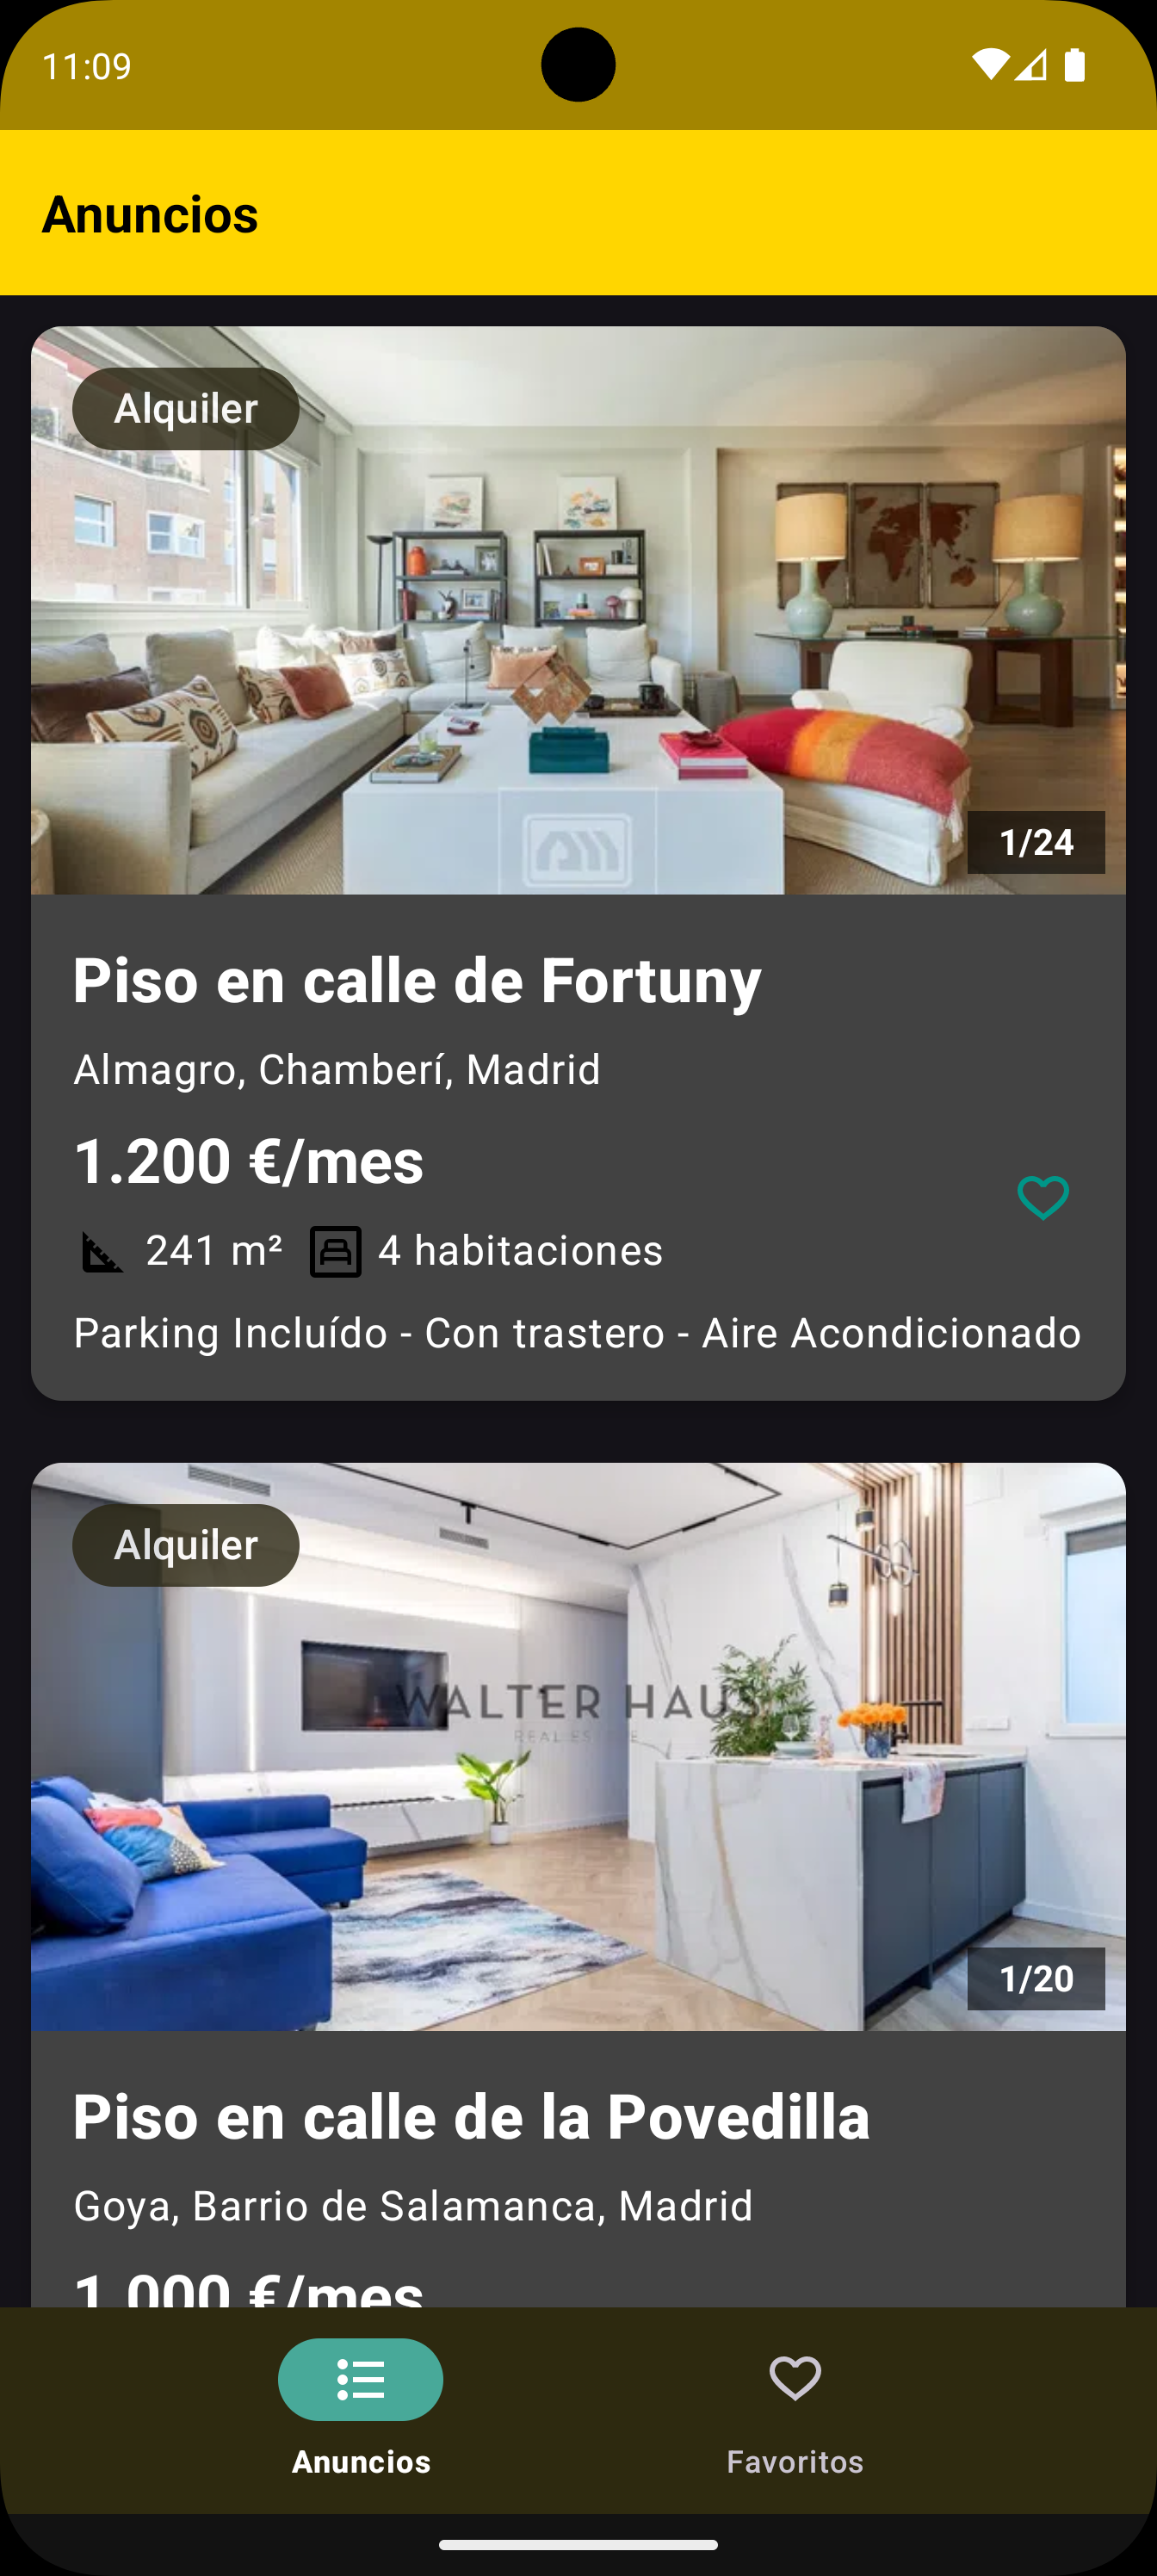 11:09
Anuncios
Alquiler
1/24
Piso en calle de Fortuny
Almagro, Chamberí, Madrid
1.200 €/mes
241 m² 4 habitaciones
Parking Incluído - Con trastero - Aire Acondicionado
Alquiler
WALTER HAUS
1/20
Piso en calle de la Povedilla
Goya, Barrio de Salamanca, Madrid
1.000 €/mes
Anuncios
Favoritos